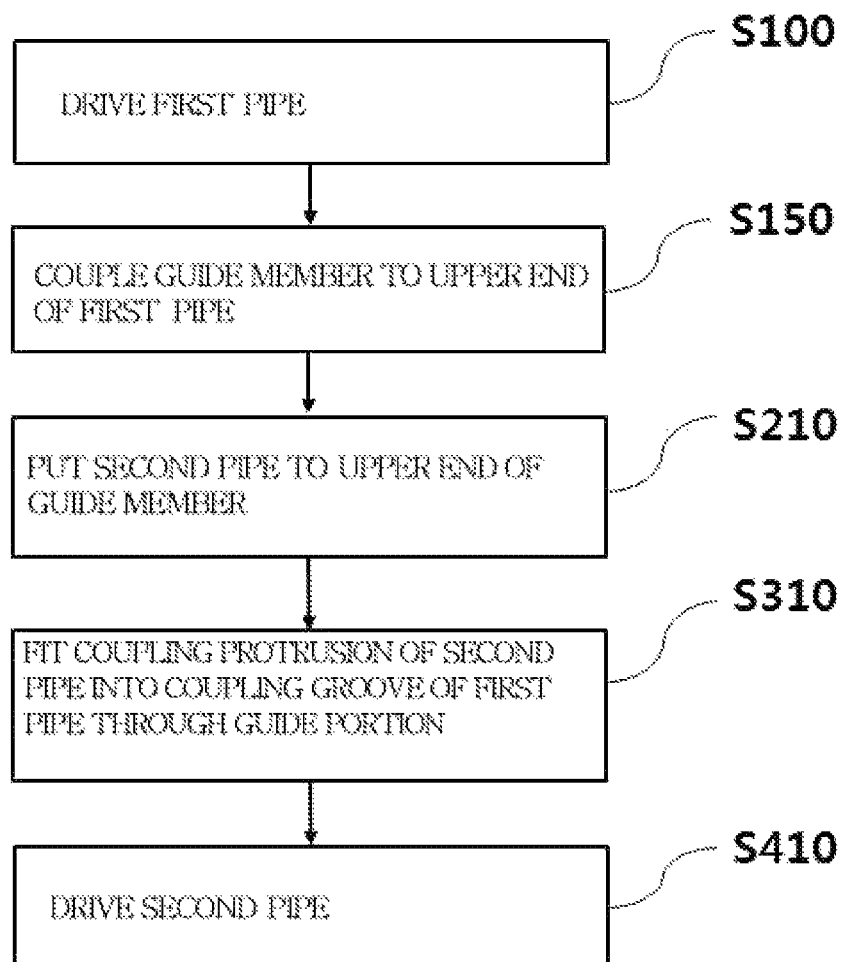 S100
DRIVE FIRST PIPE
S150
COUPLE GUIDE MEMBER TO UPPER END
OF FIRST PIPE
S210
PUT SECOND PIPE TO UPPER END OF
GUIDE MEMBER
S310
FIT COUPLING PROTRUSION OF SECOND
PIPE INTO COUPLING GROOVE OF FIRST
PIPE THROUGH GUIDE PORTION
S410
DRIVE SECOND PIPE